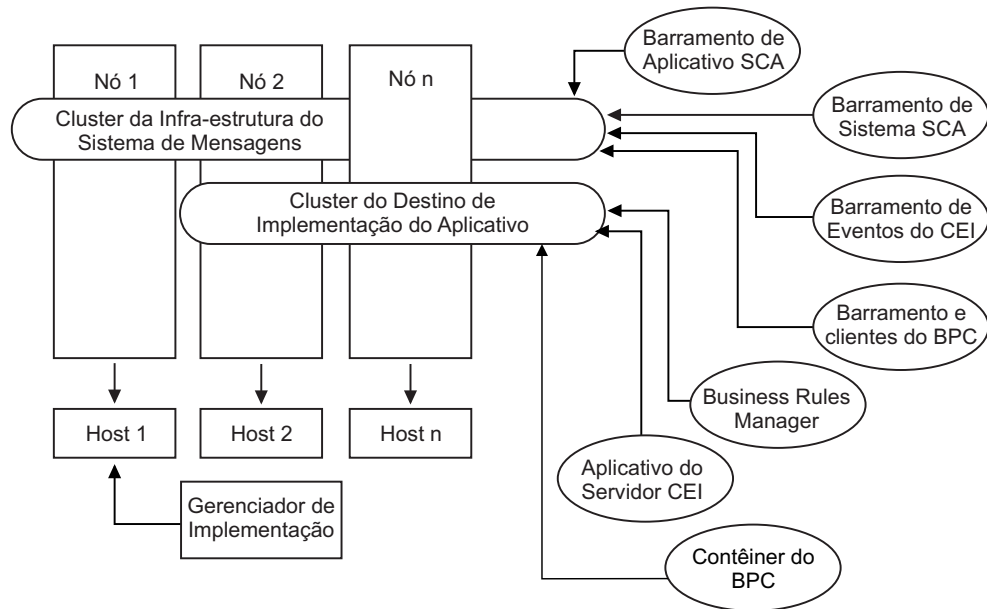 Nó 1
Nó 2
Nó n
Cluster da Infra-estrutura do
Sistema de Mensagens
Cluster do Destino de
Implementação do Aplicativo
Barramento de
Aplicativo SCA
Barramento de
Sistema SCA
Barramento de
Eventos do CEI
Barramento e
clientes do BPC
Business Rules
Manager
Aplicativo do
Servidor CEI
Contêiner do
BPC
Host 1
Host 2
Host n
Gerenciador de
Implementação